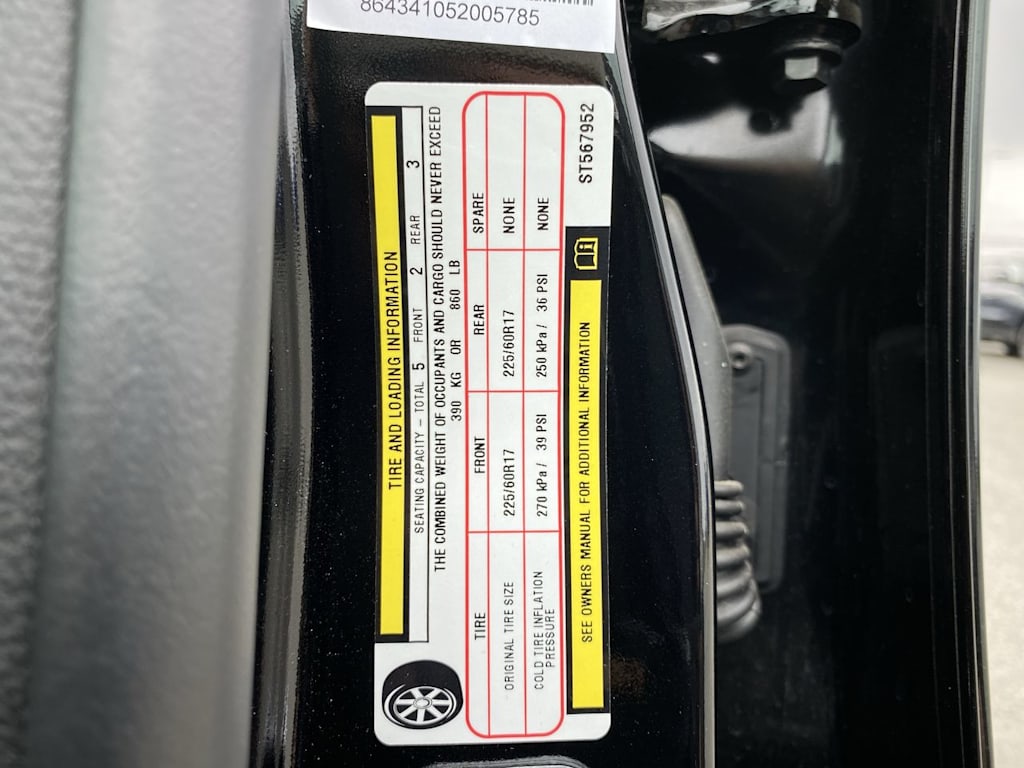 864341052005785
TIRE AND LOADING INFORMATION
SEATING CAPACITY – TOTAL 5 FRONT 2 REAR 3
THE COMBINED WEIGHT OF OCCUPANTS AND CARGO SHOULD NEVER EXCEED
390 KG OR 860 LB
TIRE FRONT REAR SPARE
ORIGINAL TIRE SIZE 225/60R17 225/60R17 NONE
COLD TIRE INFLATION
PRESSURE 270 kPa / 39 PSI 250 kPa / 36 PSI NONE
SEE OWNERS MANUAL FOR ADDITIONAL INFORMATION
ST567952